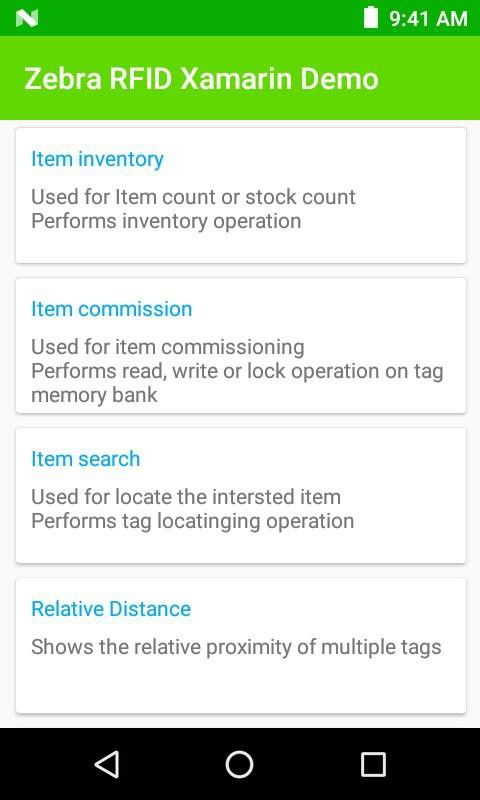 9:41 AM
Zebra RFID Xamarin Demo
Item inventory
Used for Item count or stock count
Performs inventory operation
Item commission
Used for item commissioning
Performs read, write or lock operation on tag
memory bank
Item search
Used for locate the intersted item
Performs tag locatinging operation
Relative Distance
Shows the relative proximity of multiple tags